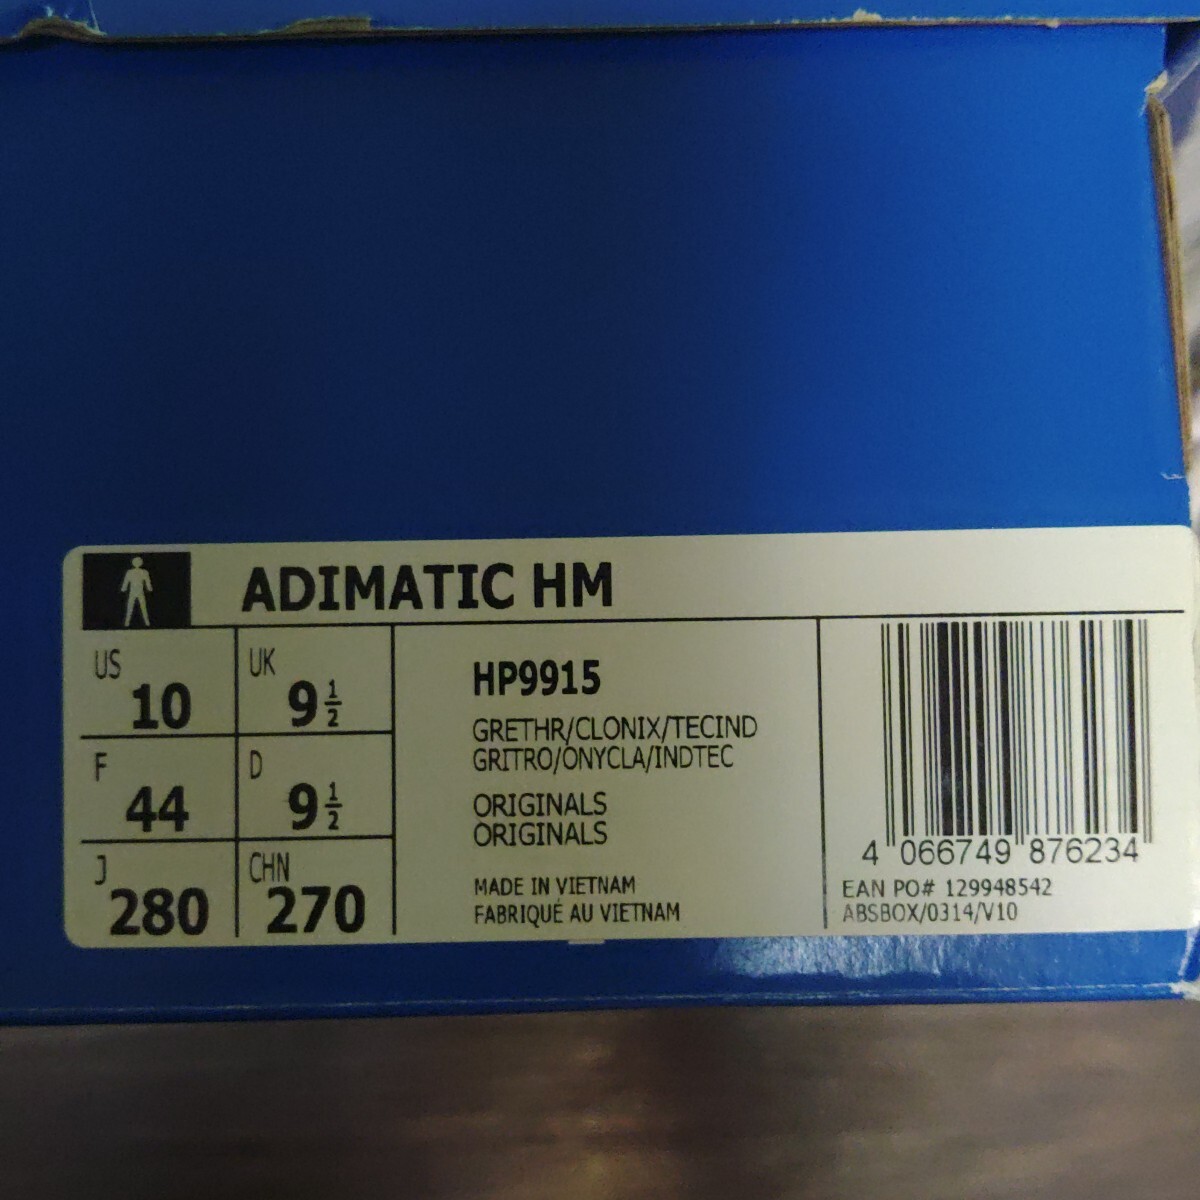 ADIMATIC HM
US 10
UK 9 1/2
F 44
D 9 1/2
J 280
CHN 270
HP9915
GRETHR/CLONIX/TECIND
GRITRO/ONYCLA/INDTEC
ORIGINALS
ORIGINALS
MADE IN VIETNAM
FABRIQUÉ AU VIETNAM
4 066749 876234
EAN PO# 129948542
ABSBOX/0314/V10